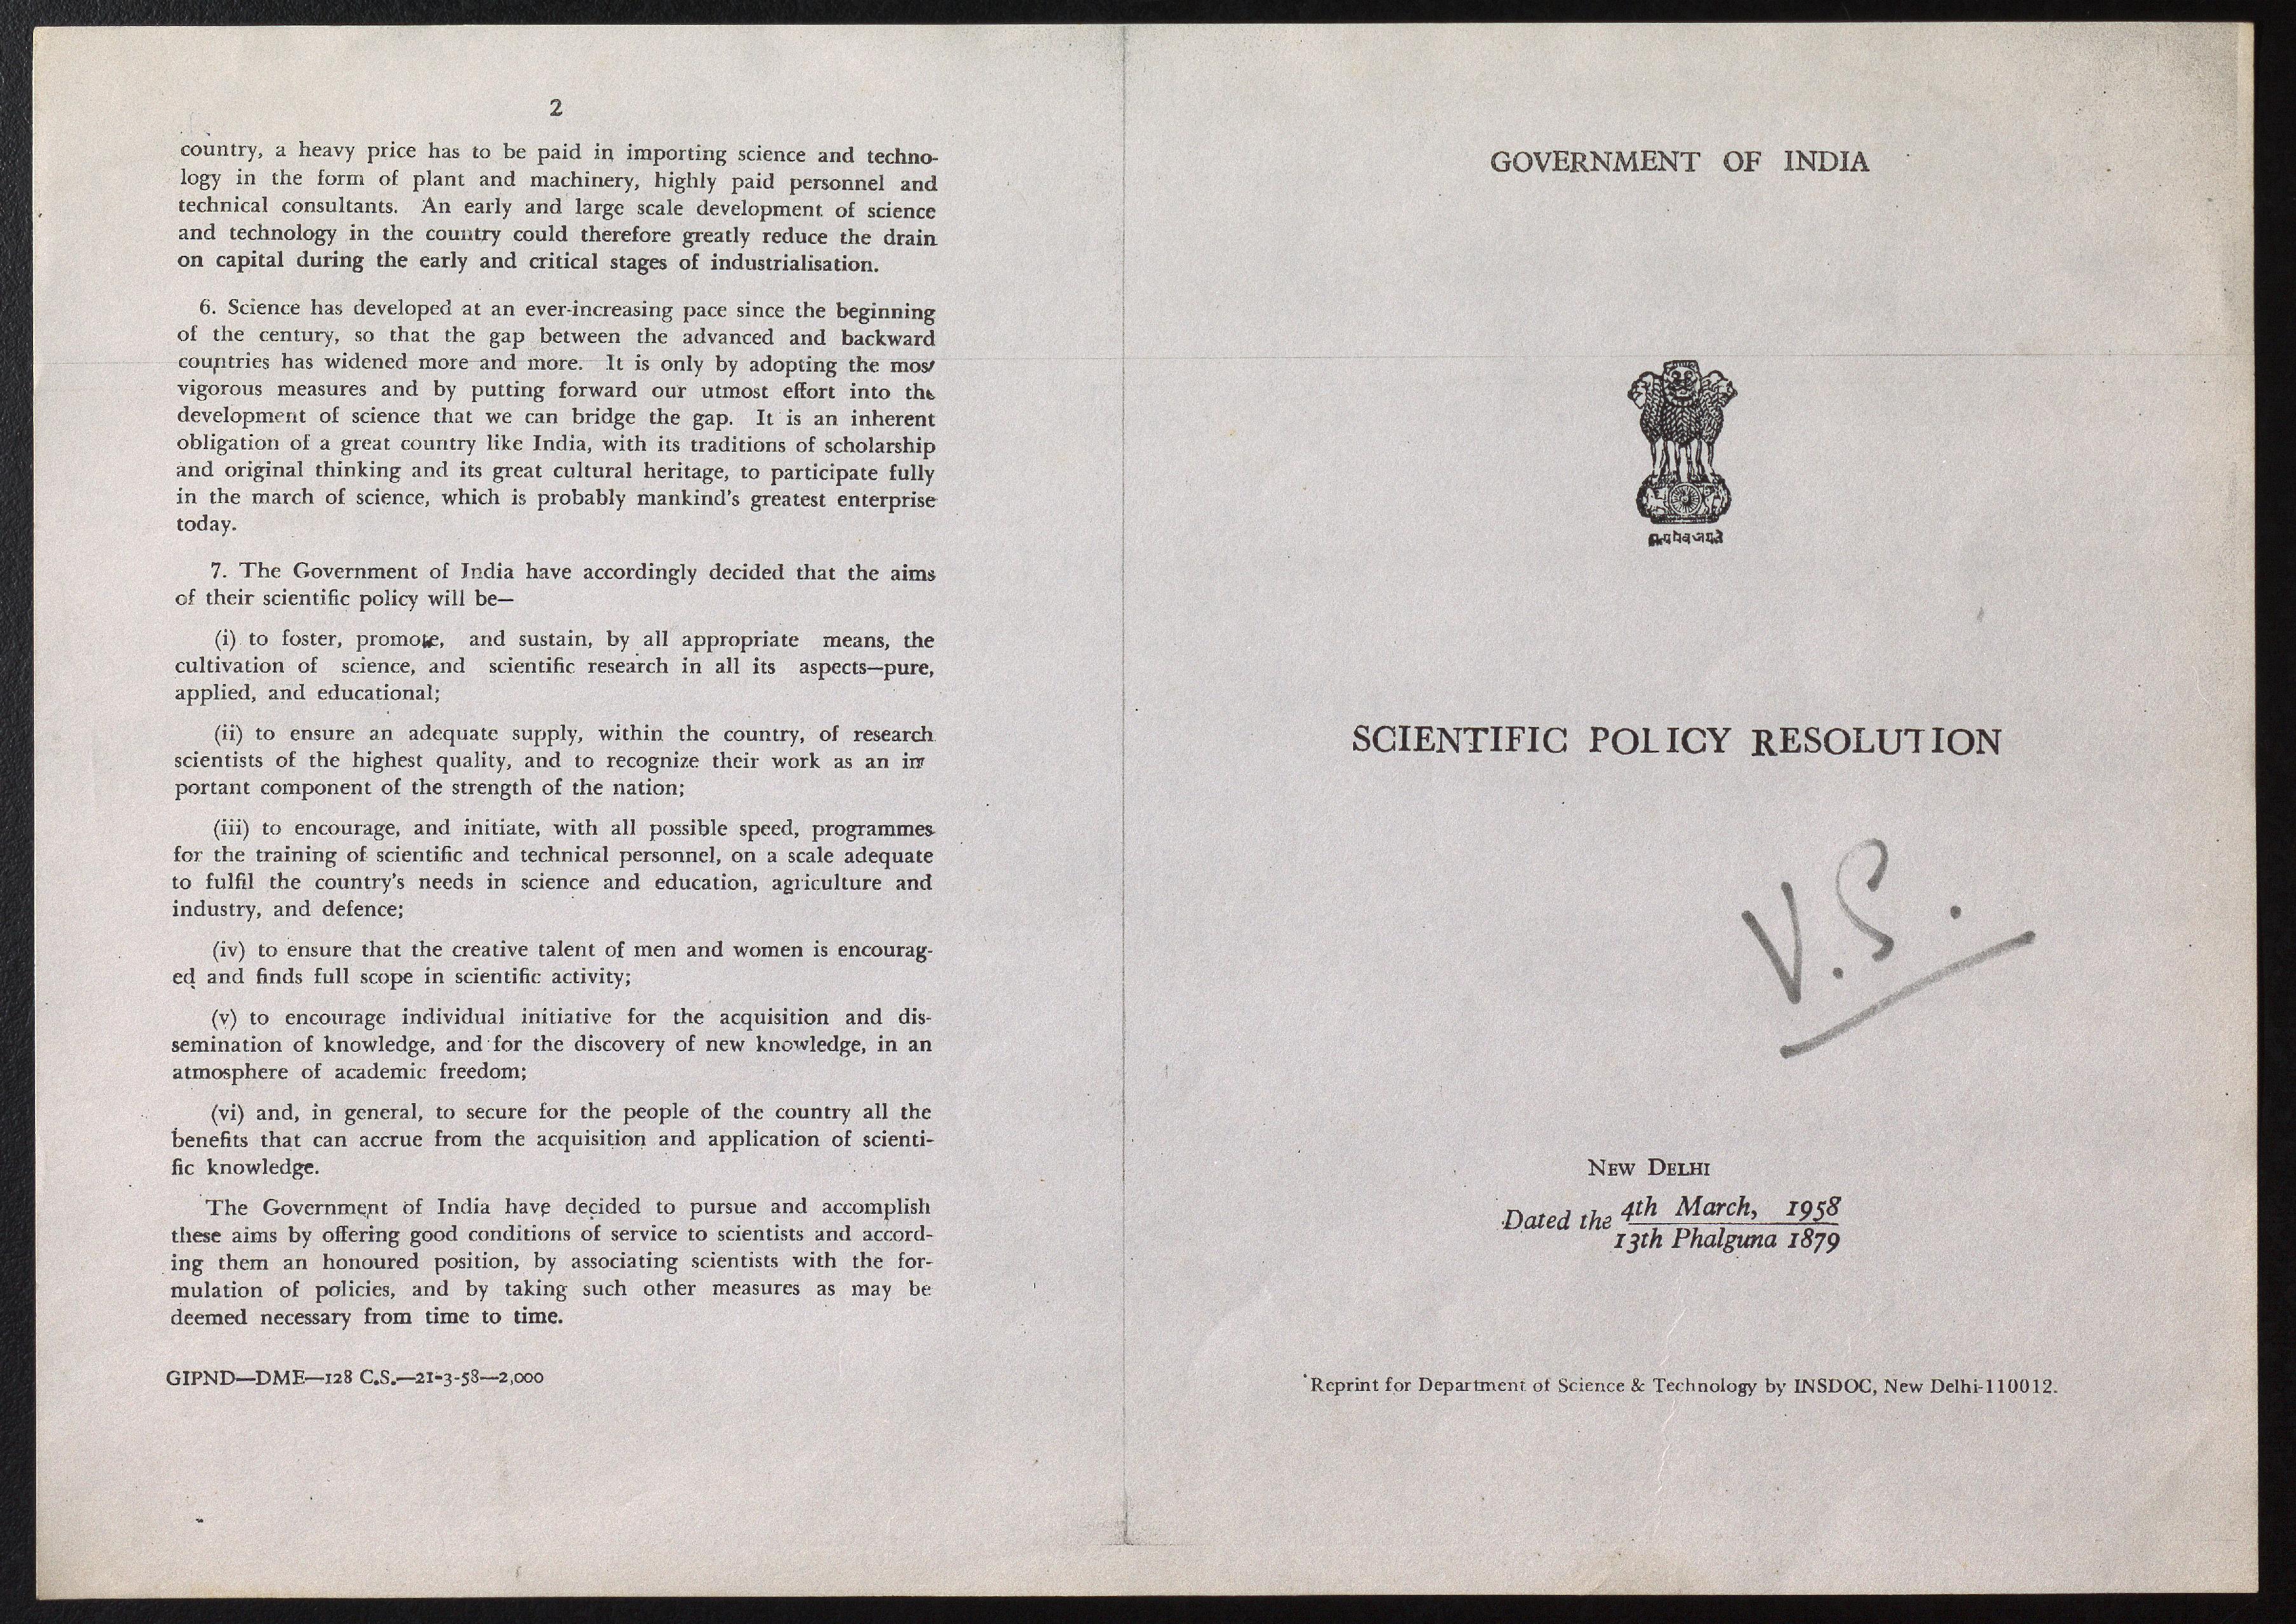 2
country, a heavy price has to be paid in importing science and techno-
logy in the form of plant and machinery, highly paid personnel and
technical consultants. An early and large scale development of science
and technology in the country could therefore greatly reduce the drain
on capital during the early and critical stages of industrialisation.
6. Science has developed at an ever-increasing pace since the beginning
of the century, so that the gap between the advanced and backward
countries has widened more and more. It is only by adopting the most
vigorous measures and by putting forward our utmost effort into the
development of science that we can bridge the gap. It is an inherent
obligation of a great country like India, with its traditions of scholarship
and original thinking and its great cultural heritage, to participate fully
in the march of science, which is probably mankind's greatest enterprise
today.
7. The Government of India have accordingly decided that the aims
of their scientific policy will be—
(i) to foster, promote, and sustain, by all appropriate means, the
cultivation of science, and scientific research in all its aspects—pure,
applied, and educational;
(ii) to ensure an adequate supply, within the country, of research
scientists of the highest quality, and to recognize their work as an im
portant component of the strength of the nation;
(iii) to encourage, and initiate, with all possible speed, programmes
for the training of scientific and technical personnel, on a scale adequate
to fulfil the country's needs in science and education, agriculture and
industry, and defence;
(iv) to ensure that the creative talent of men and women is encourag-
ed and finds full scope in scientific activity;
(v) to encourage individual initiative for the acquisition and dis-
semination of knowledge, and for the discovery of new knowledge, in an
atmosphere of academic freedom;
(vi) and, in general, to secure for the people of the country all the
benefits that can accrue from the acquisition and application of scienti-
fic knowledge.
The Government of India have decided to pursue and accomplish
these aims by offering good conditions of service to scientists and accord-
ing them an honoured position, by associating scientists with the for-
mulation of policies, and by taking such other measures as may be
deemed necessary from time to time.
GIPND—DME—128 C.S.—21-3-58—2,000
GOVERNMENT OF INDIA
सत्यमेव जयते
SCIENTIFIC POLICY RESOLUTION
V.S.
NEW DELHI
Dated the 4th March, 1958
13th Phalguna 1879
Reprint for Department of Science & Technology by INSDOC, New Delhi-110012.